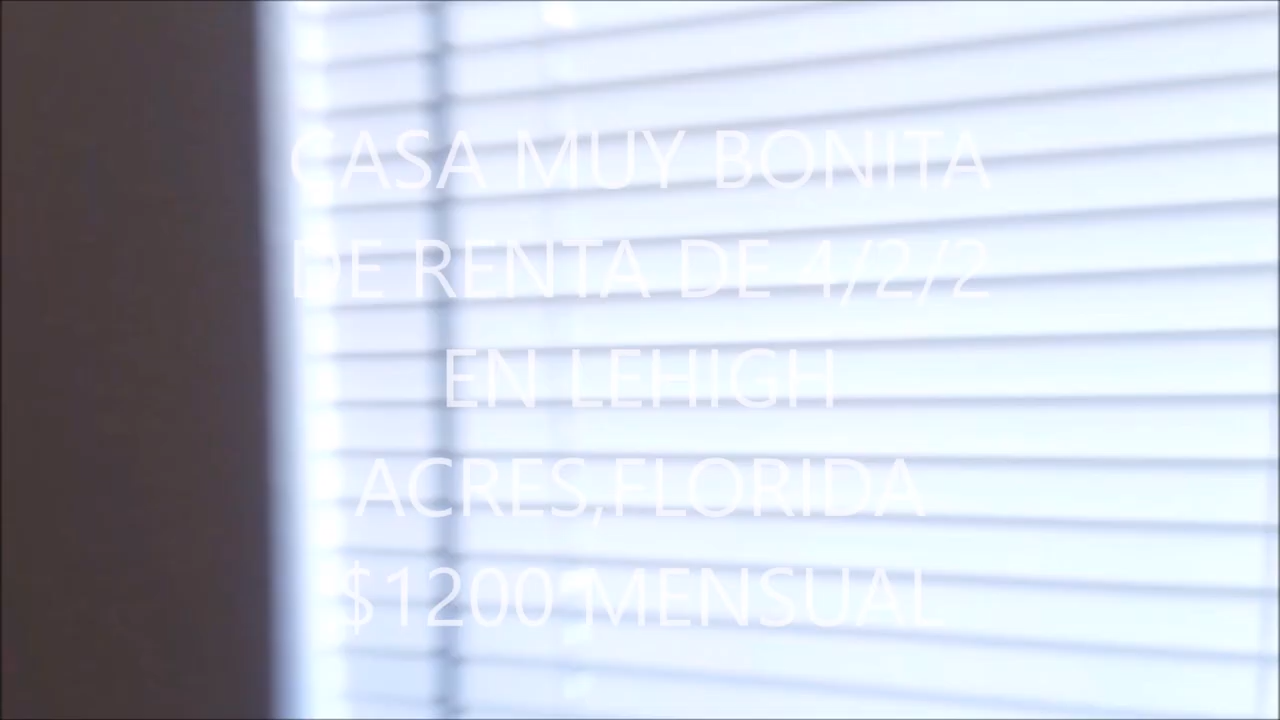 CASA MUY BONITA
DE RENTA DE 4/2/2
EN LEHIGH
ACRES,FLORIDA
$1200 MENSUAL